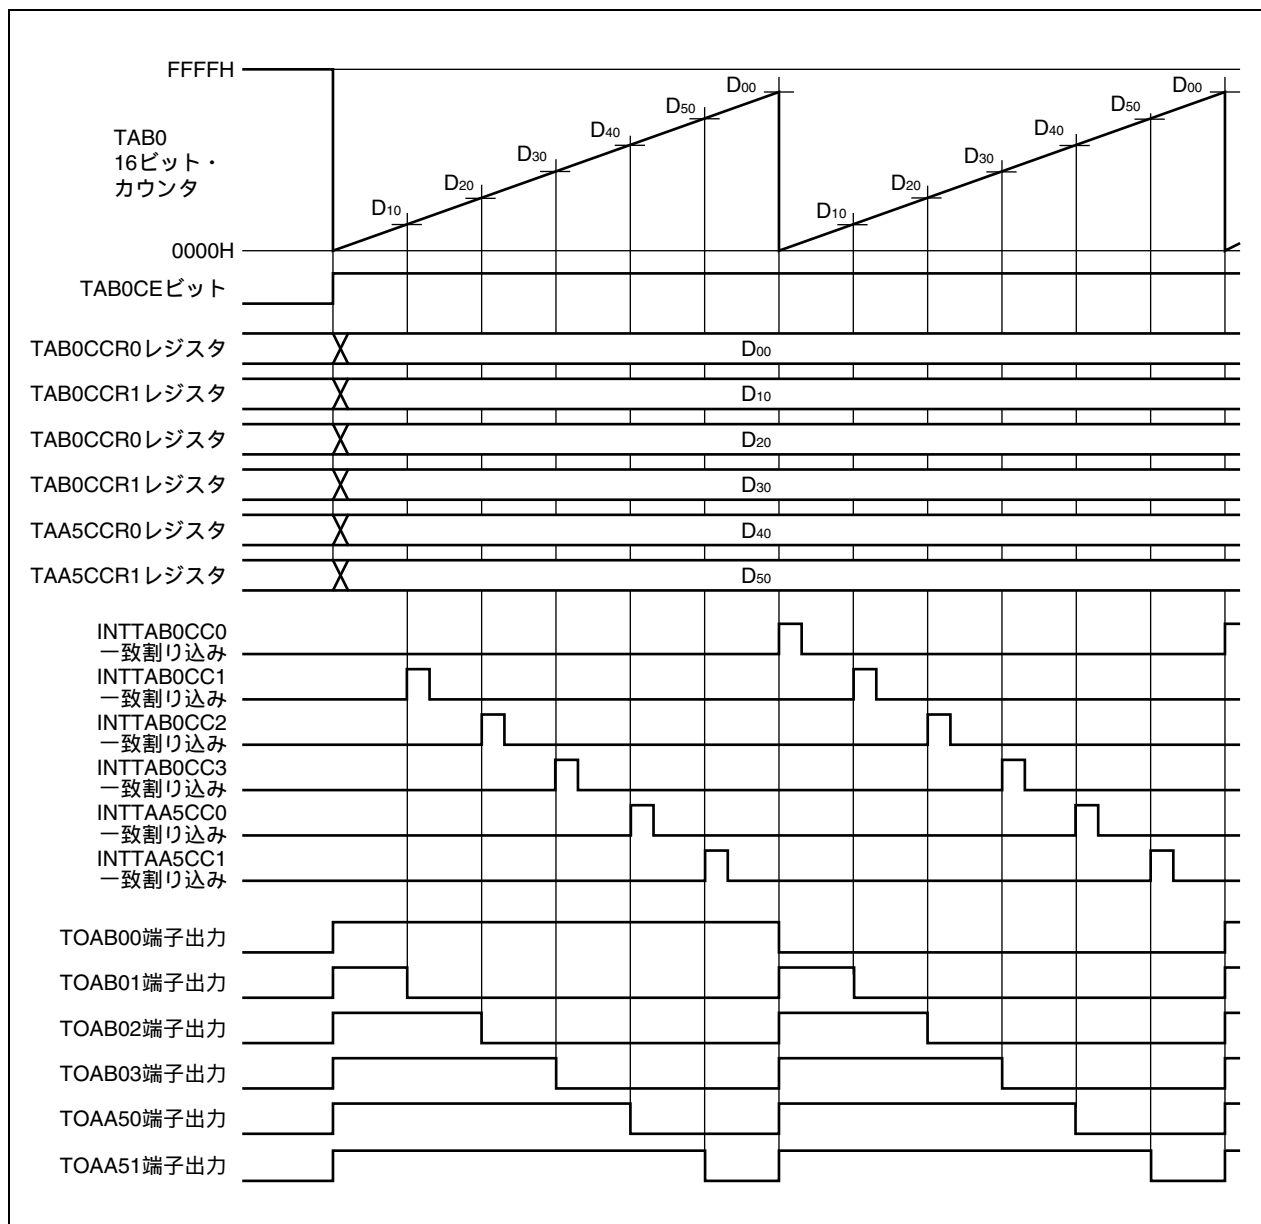 FFFFH
TAB0
16ビット・
カウンタ
0000H
D10
D20
D30
D40
D50
D00
D10
D20
D30
D40
D50
D00
TAB0CEビット
TAB0CCR0レジスタ
D00
TAB0CCR1レジスタ
D10
TAB0CCR0レジスタ
D20
TAB0CCR1レジスタ
D30
TAA5CCR0レジスタ
D40
TAA5CCR1レジスタ
D50
INTTAB0CC0
一致割り込み
INTTAB0CC1
一致割り込み
INTTAB0CC2
一致割り込み
INTTAB0CC3
一致割り込み
INTTAA5CC0
一致割り込み
INTTAA5CC1
一致割り込み
TOAB00端子出力
TOAB01端子出力
TOAB02端子出力
TOAB03端子出力
TOAA50端子出力
TOAA51端子出力